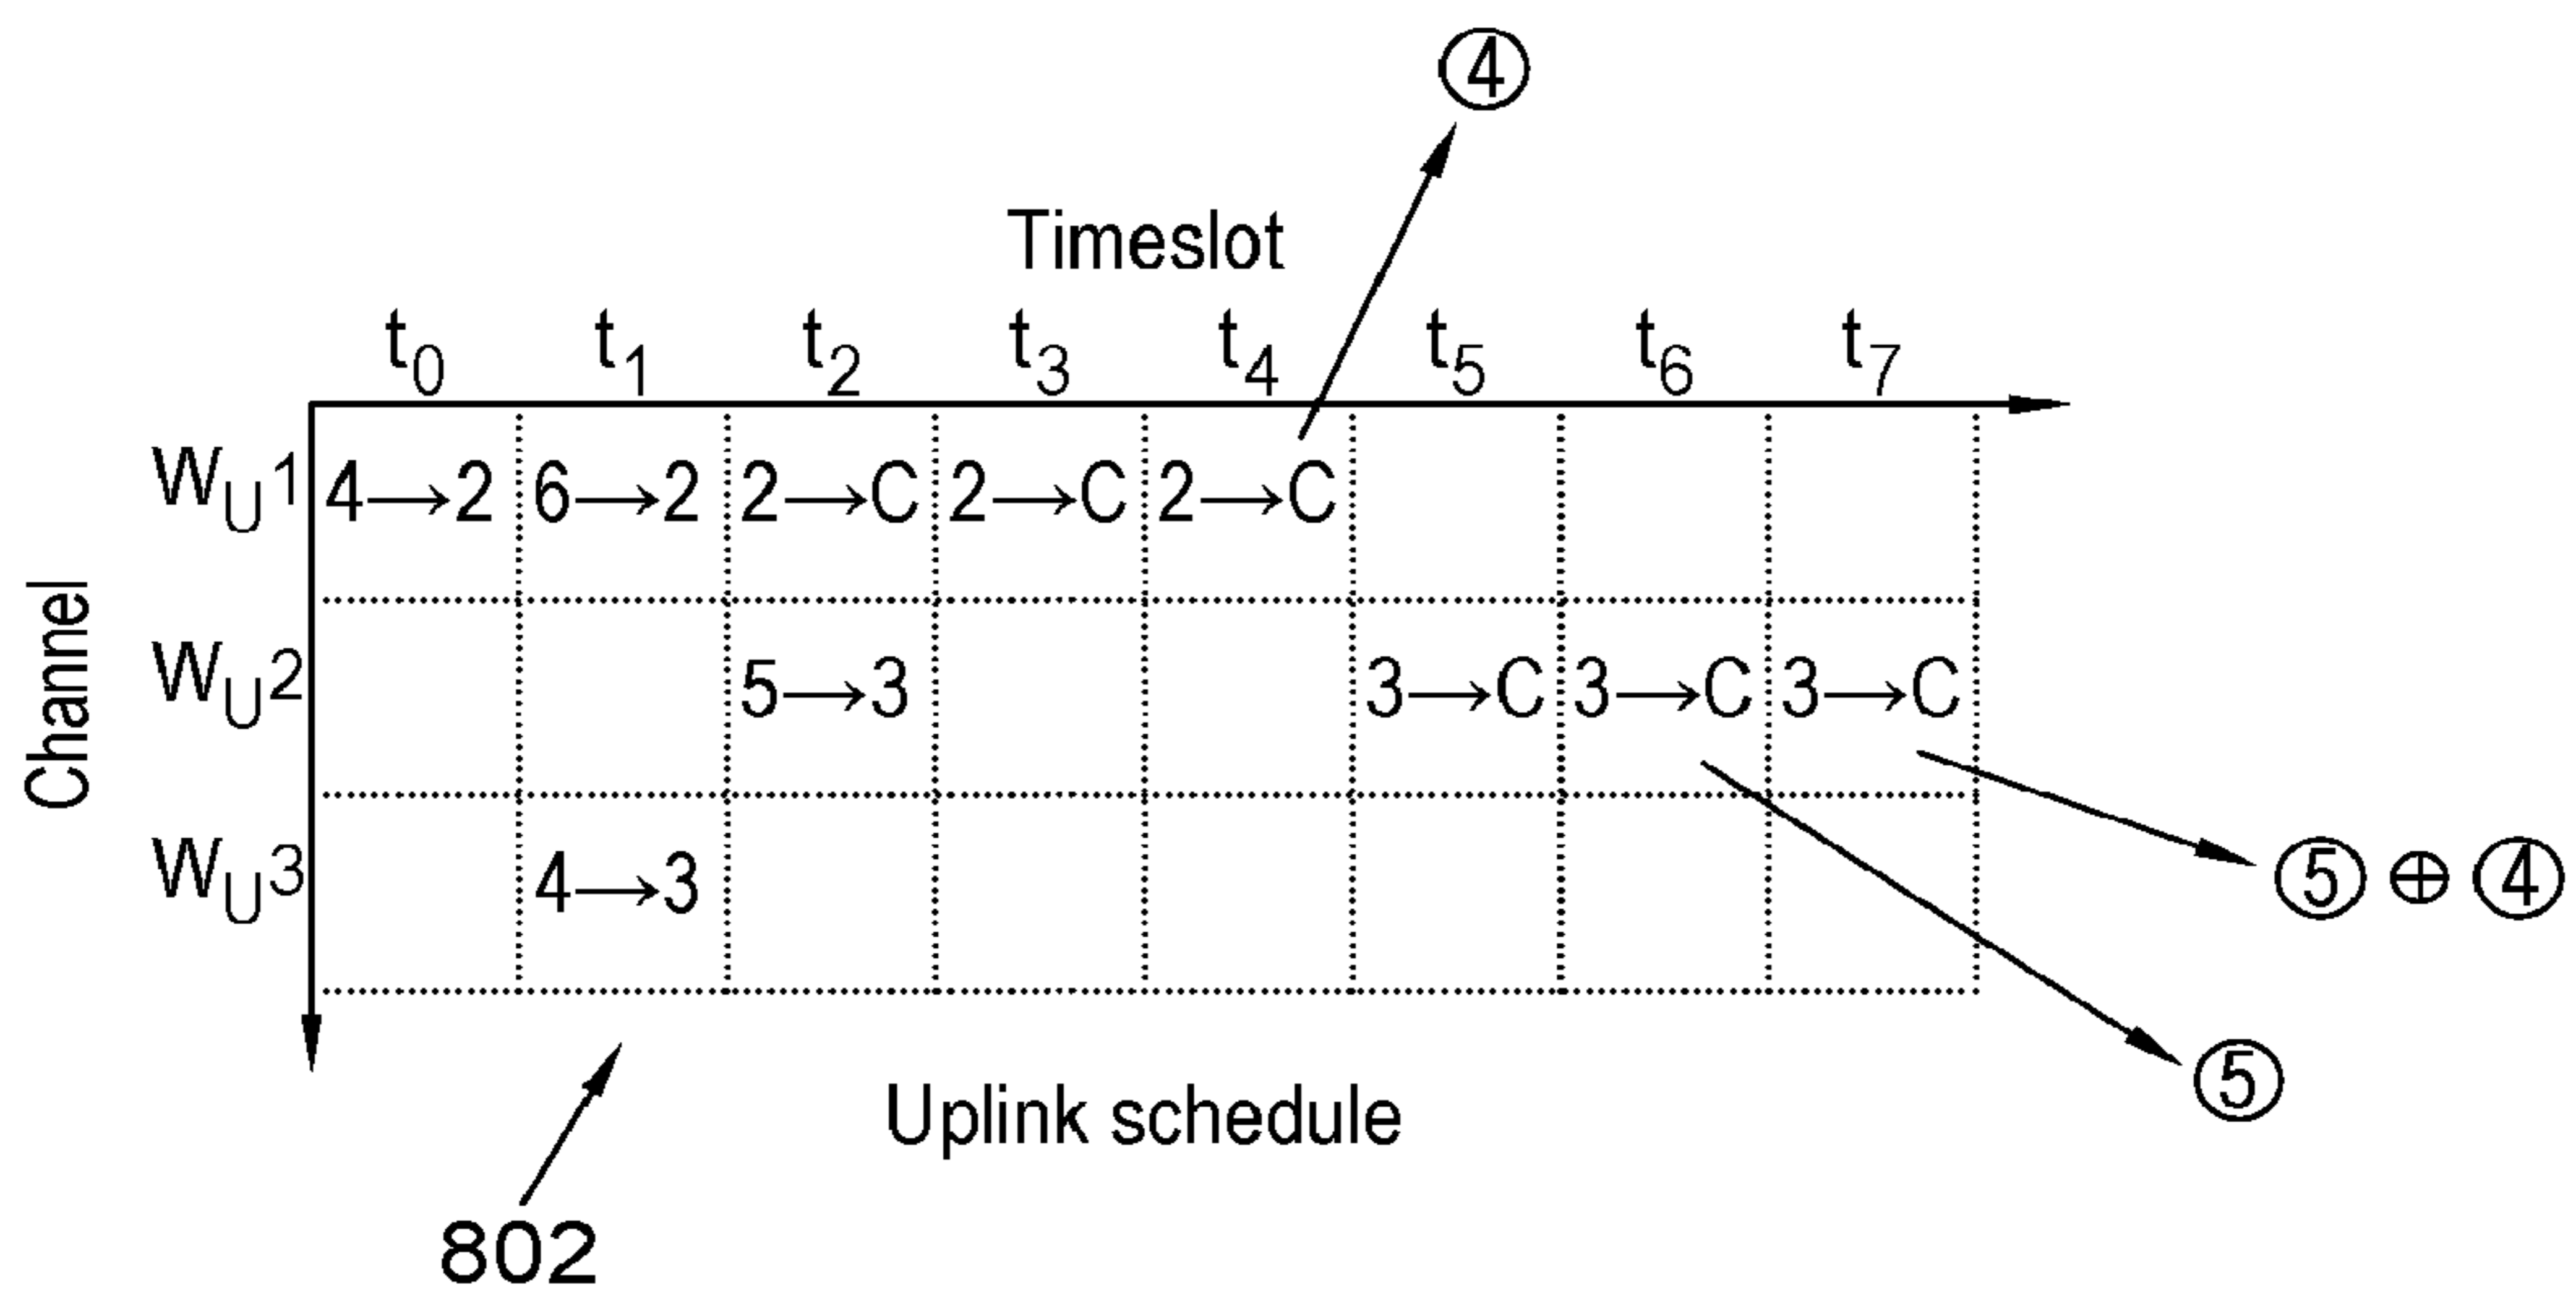 ④
Timeslot
t0 t1 t2 t3 t4 t5 t6 t7
WU1 4→2 6→2 2→C 2→C 2→C
Channel
WU2 5→3 3→C 3→C 3→C
WU3 4→3
⑤ ⊕ ④
⑤
Uplink schedule
802